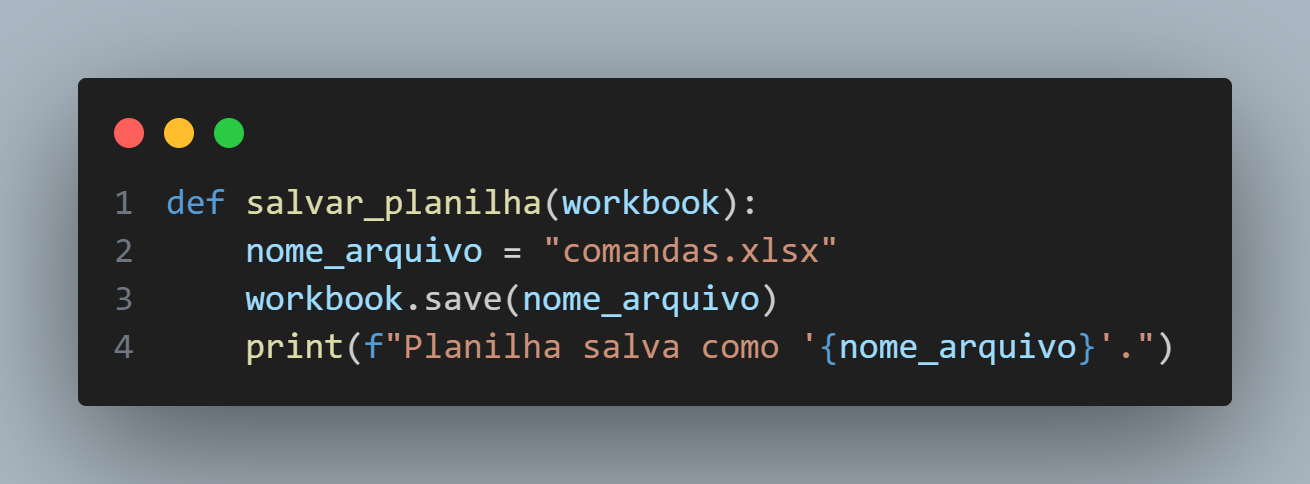 1 def salvar_planilha(workbook):
2     nome_arquivo = "comandas.xlsx"
3     workbook.save(nome_arquivo)
4     print(f"Planilha salva como '{nome_arquivo}'.")